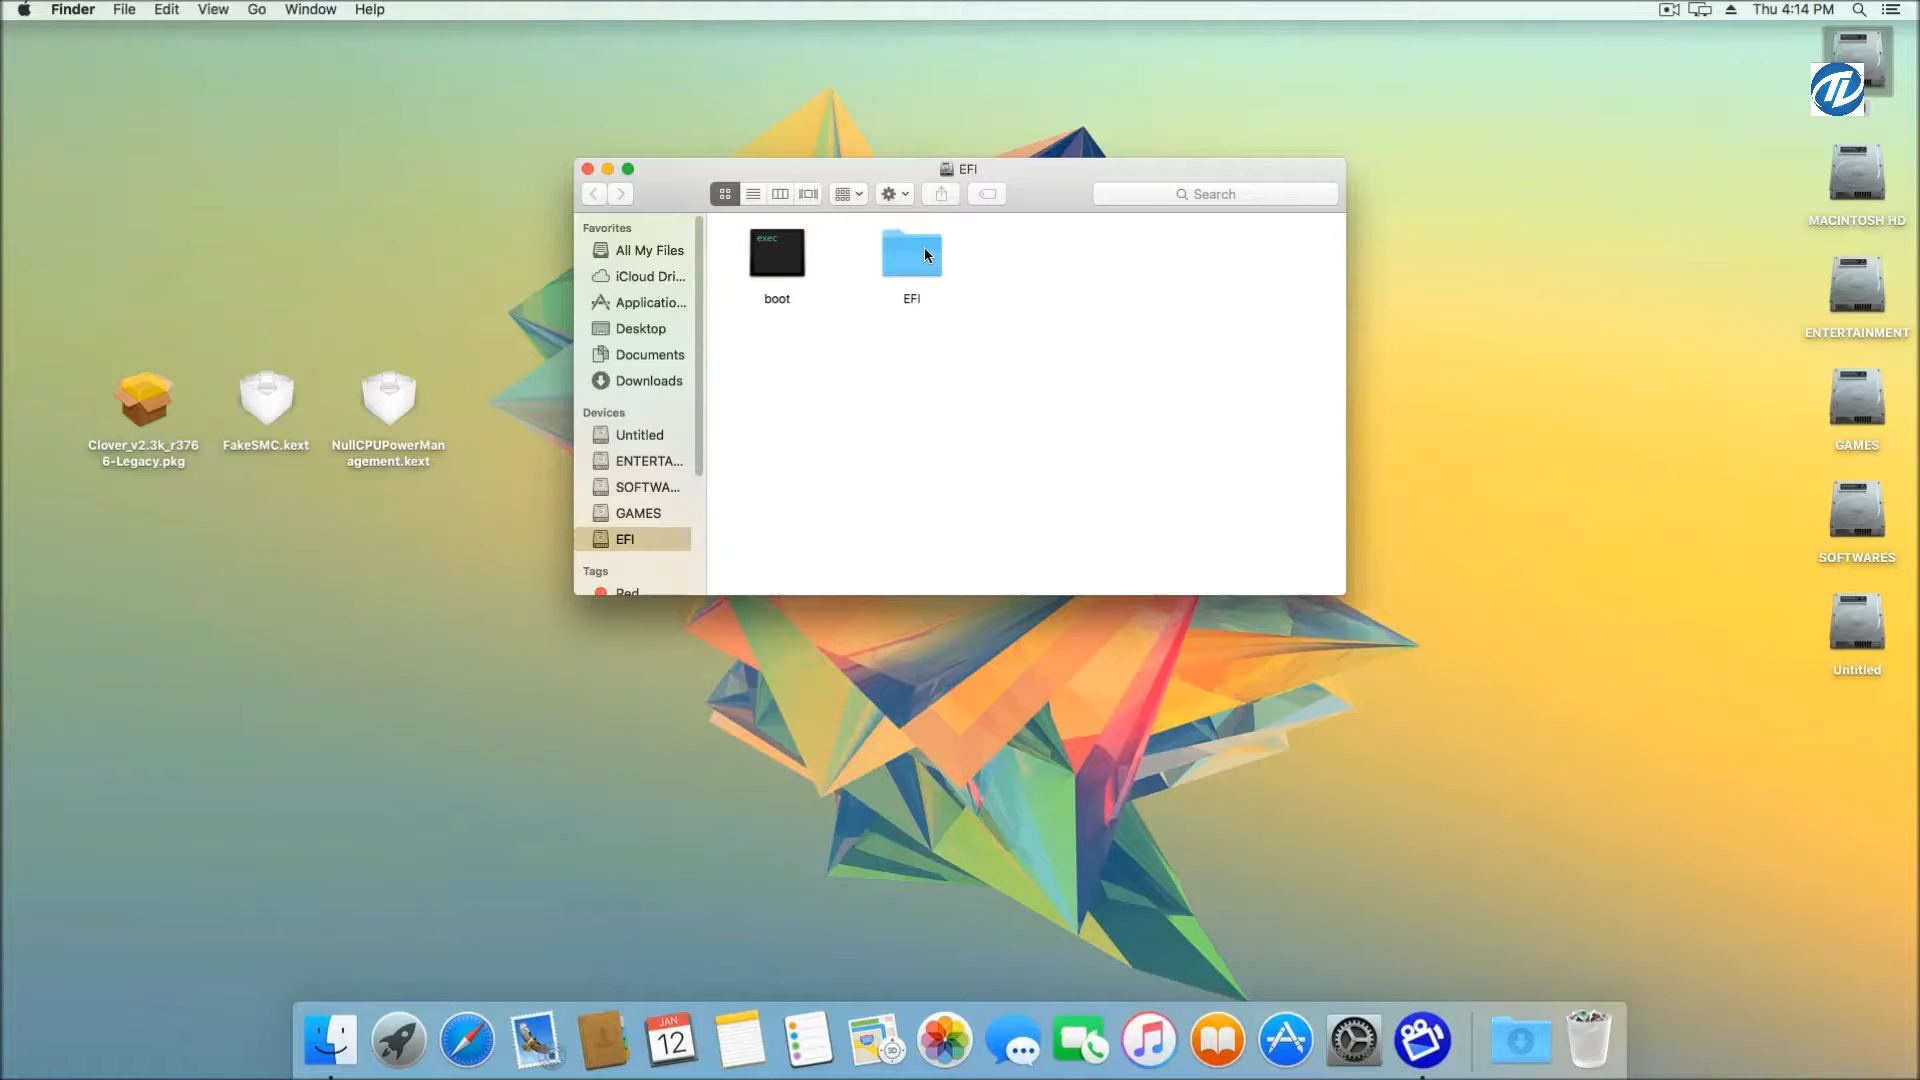 Finder File Edit View Go Window Help
Thu 4:14 PM
EFI
Search
Favorites
All My Files
iCloud Dri...
Applicatio...
Desktop
Documents
Downloads
Devices
Untitled
ENTERTA...
SOFTWA...
GAMES
EFI
Tags
Red
exec
boot
EFI
Clover_v2.3k_r376
6-Legacy.pkg
FakeSMC.kext
NullCPUPowerMan
agement.kext
TL
MACINTOSH HD
ENTERTAINMENT
GAMES
SOFTWARES
Untitled
JAN
12
3D